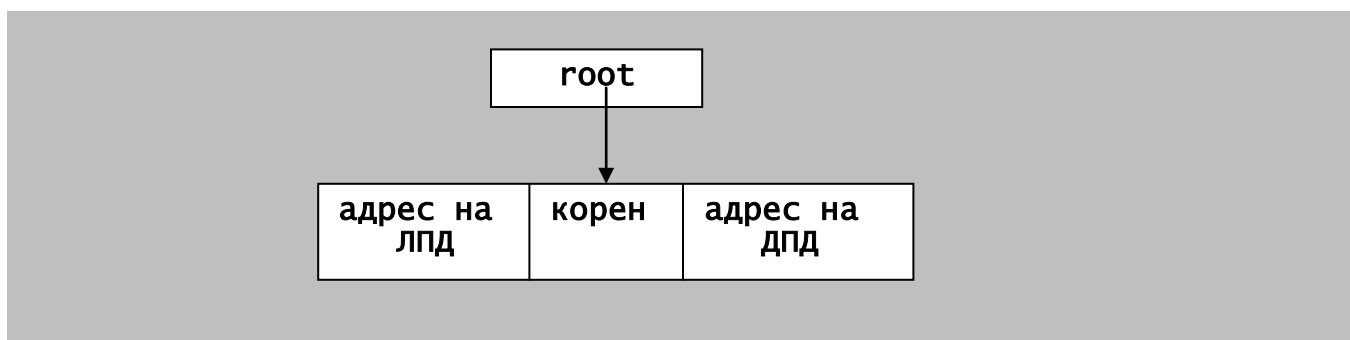 root
адрес на
ЛПД
корен
адрес на
ДПД